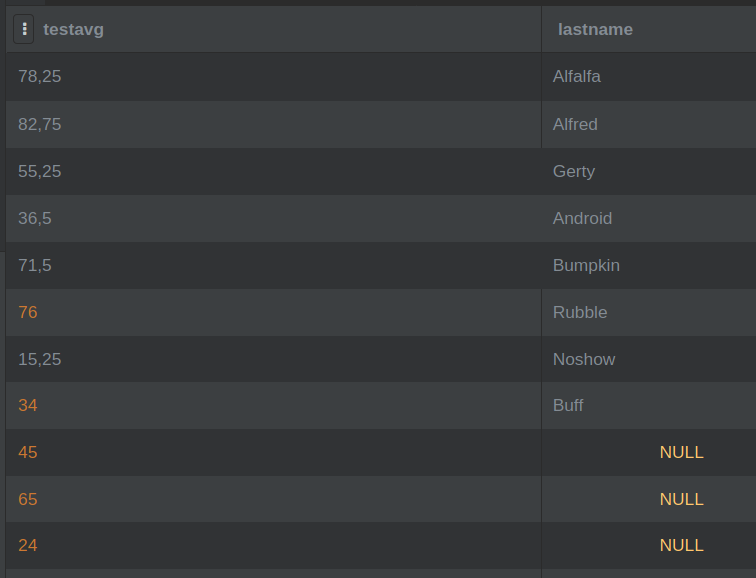 testavg lastname
78,25 Alfalfa
82,75 Alfred
55,25 Gerty
36,5 Android
71,5 Bumpkin
76 Rubble
15,25 Noshow
34 Buff
45 NULL
65 NULL
24 NULL